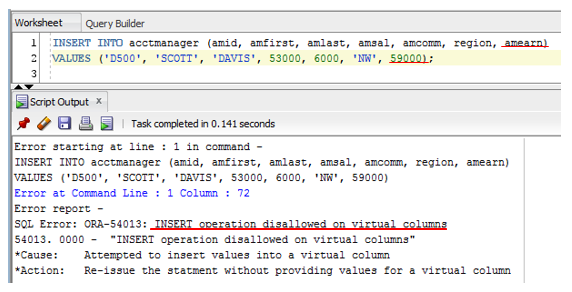 Worksheet Query Builder
1 INSERT INTO acctmanager (amid, amfirst, amlast, amsal, amcomm, region, amearn)
2 VALUES ('D500', 'SCOTT', 'DAVIS', 53000, 6000, 'NW', 59000);
3
Script Output x
Task completed in 0.141 seconds
Error starting at line : 1 in command -
INSERT INTO acctmanager (amid, amfirst, amlast, amsal, amcomm, region, amearn)
VALUES ('D500', 'SCOTT', 'DAVIS', 53000, 6000, 'NW', 59000)
Error at Command Line : 1 Column : 72
Error report -
SQL Error: ORA-54013: INSERT operation disallowed on virtual columns
54013. 0000 - "INSERT operation disallowed on virtual columns"
*Cause: Attempted to insert values into a virtual column
*Action: Re-issue the statment without providing values for a virtual column